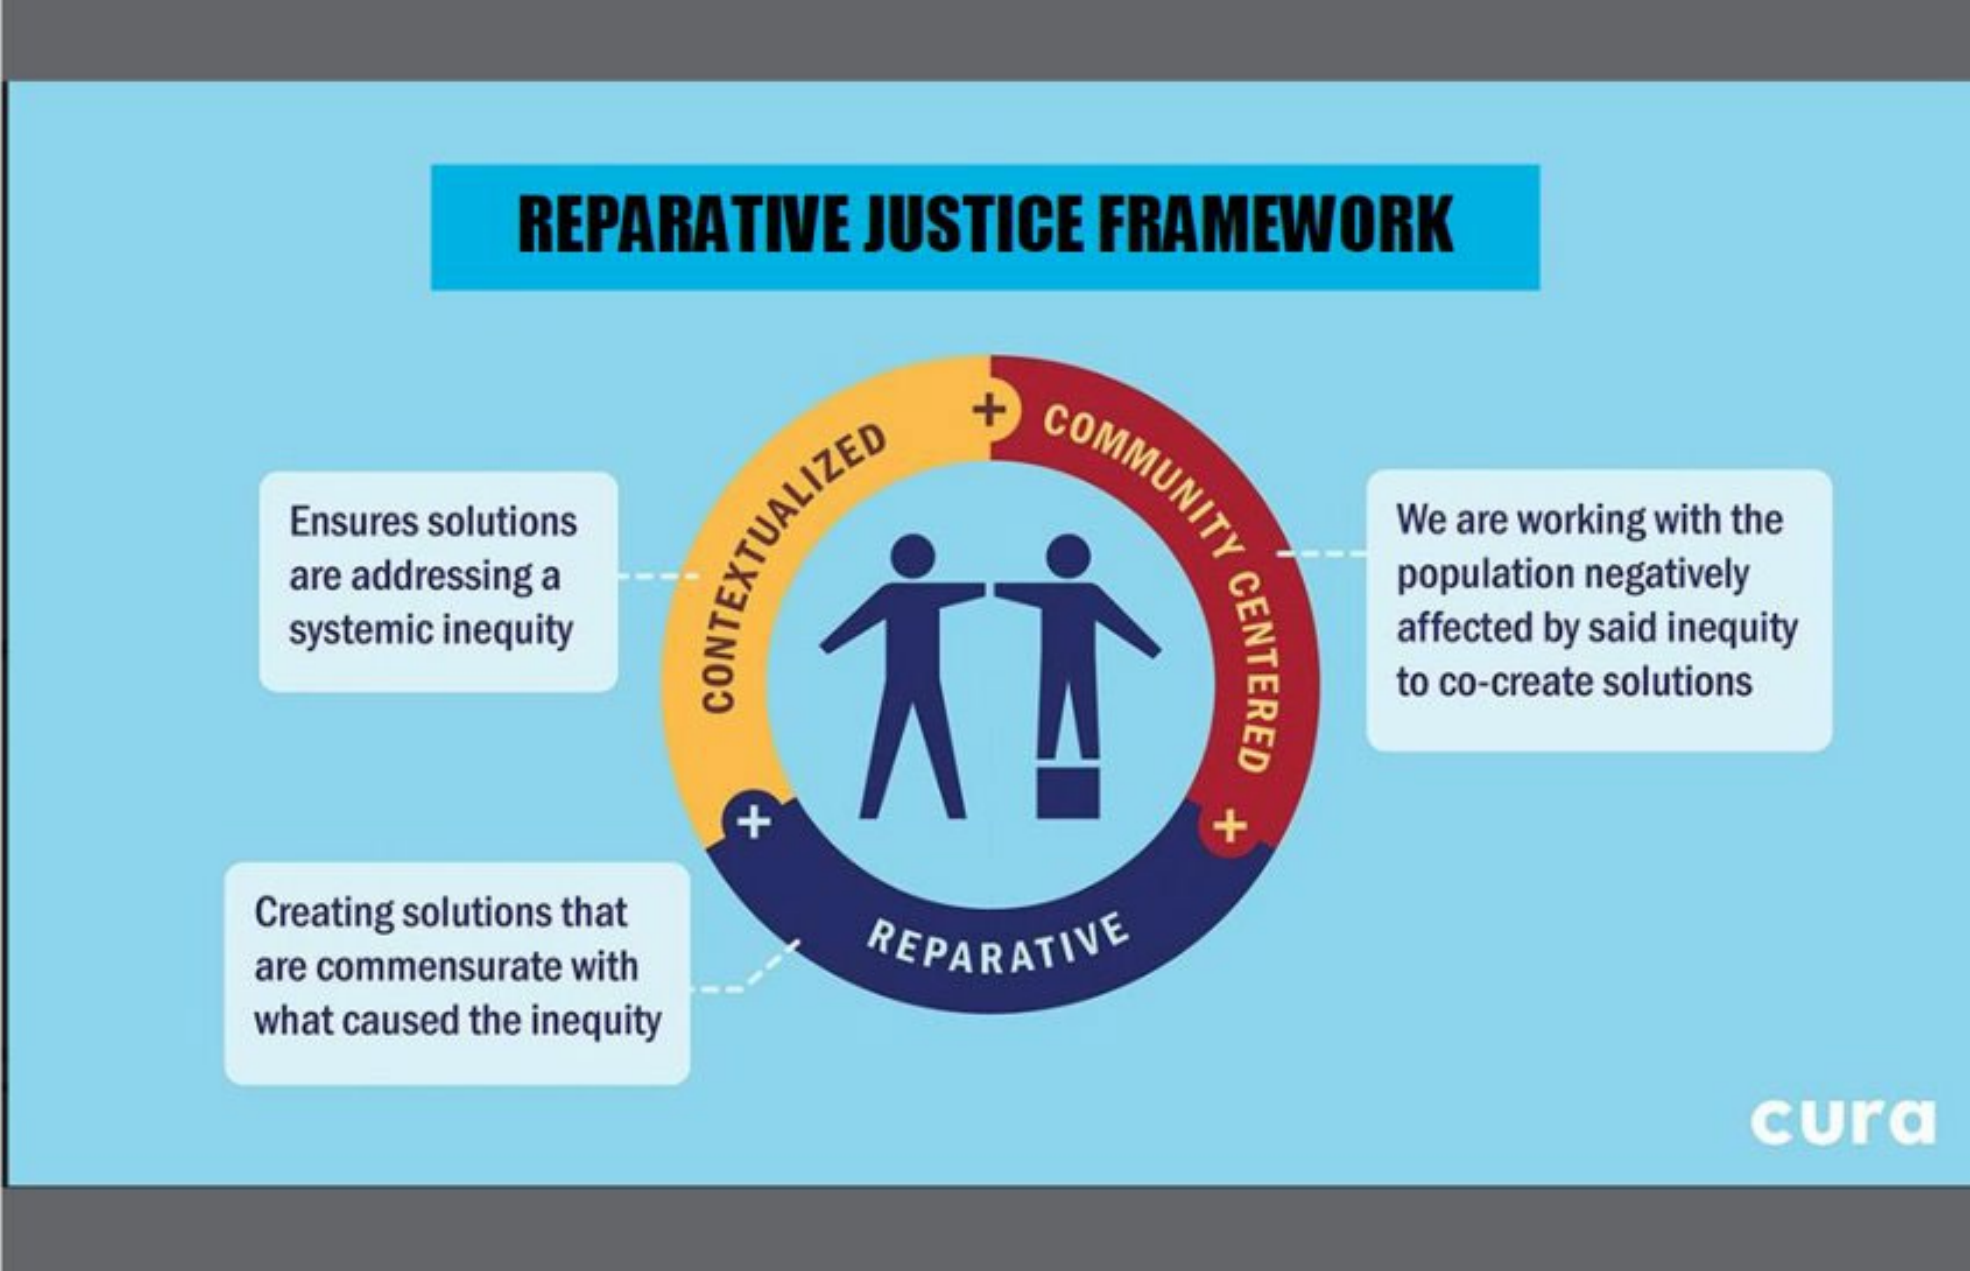 REPARATIVE JUSTICE FRAMEWORK
CONTEXTUALIZED
+
COMMUNITY CENTERED
Ensures solutions
are addressing a
systemic inequity
We are working with the
population negatively
affected by said inequity
to co-create solutions
+
+
REPARATIVE
Creating solutions that
are commensurate with
what caused the inequity
cura